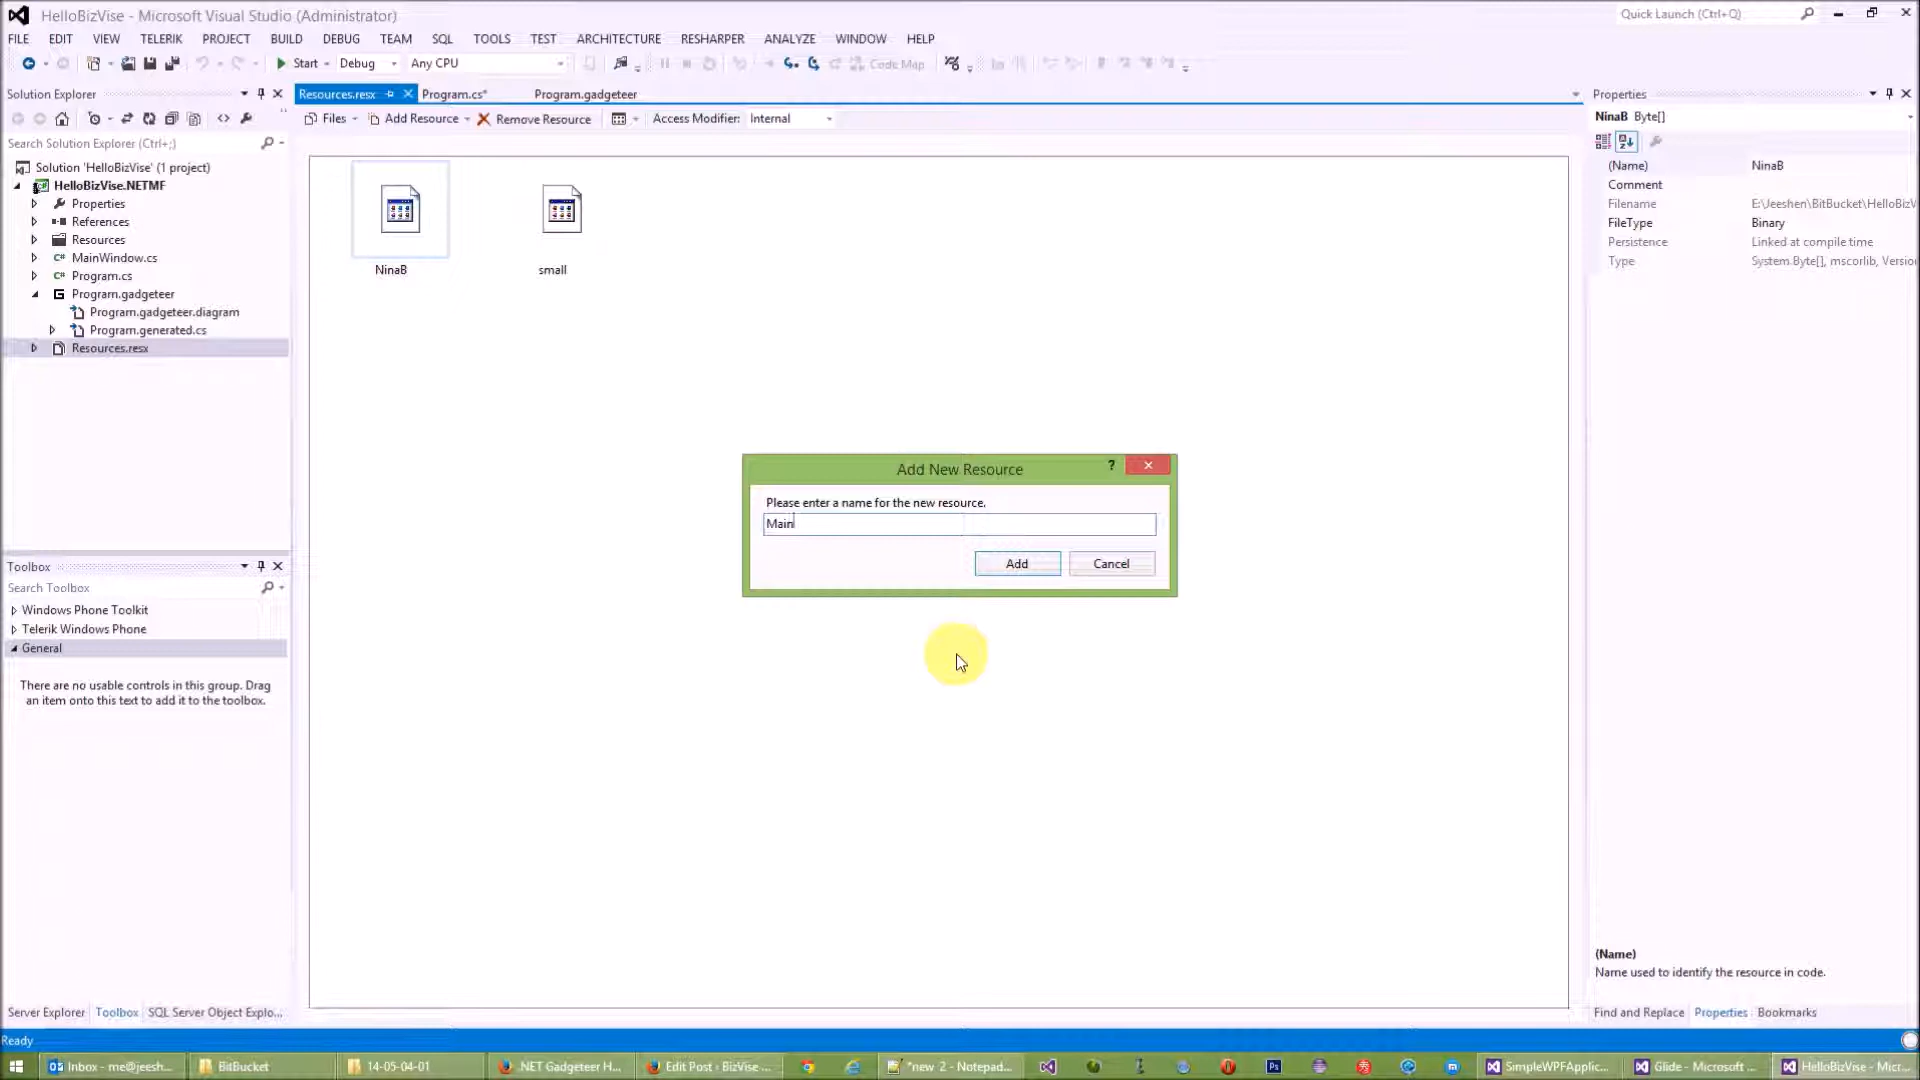 HelloBizVise - Microsoft Visual Studio (Administrator)
Quick Launch (Ctrl+Q)
FILE EDIT VIEW TELERIK PROJECT BUILD DEBUG TEAM SQL TOOLS TEST ARCHITECTURE RESHARPER ANALYZE WINDOW HELP
Start Debug Any CPU Code Map
Solution Explorer
Resources.resx Program.cs* Program.gadgeteer
Properties
Files Add Resource Remove Resource Access Modifier: Internal
NinaB Byte[]
Search Solution Explorer (Ctrl+;)
Solution 'HelloBizVise' (1 project)
HelloBizVise.NETMF
Properties
References
Resources
MainWindow.cs
Program.cs
Program.gadgeteer
Program.gadgeteer.diagram
Program.generated.cs
Resources.resx
NinaB
small
(Name) NinaB
Comment
Filename E:\Jeeshen\BitBucket\HelloBizV
FileType Binary
Persistence Linked at compile time
Type System.Byte[], mscorlib, Version
Add New Resource
?
Please enter a name for the new resource.
Main
Add Cancel
Toolbox
Search Toolbox
Windows Phone Toolkit
Telerik Windows Phone
General
There are no usable controls in this group. Drag
an item onto this text to add it to the toolbox.
(Name)
Name used to identify the resource in code.
Server Explorer Toolbox SQL Server Object Explo...
Find and Replace Properties Bookmarks
Ready
Inbox - me@jeesh... BitBucket 14-05-04-01 .NET Gadgeteer H... Edit Post ‹ BizVise ... *new 2 - Notepad... Ps SimpleWPFApplic... Glide - Microsoft ... HelloBizVise - Micr...